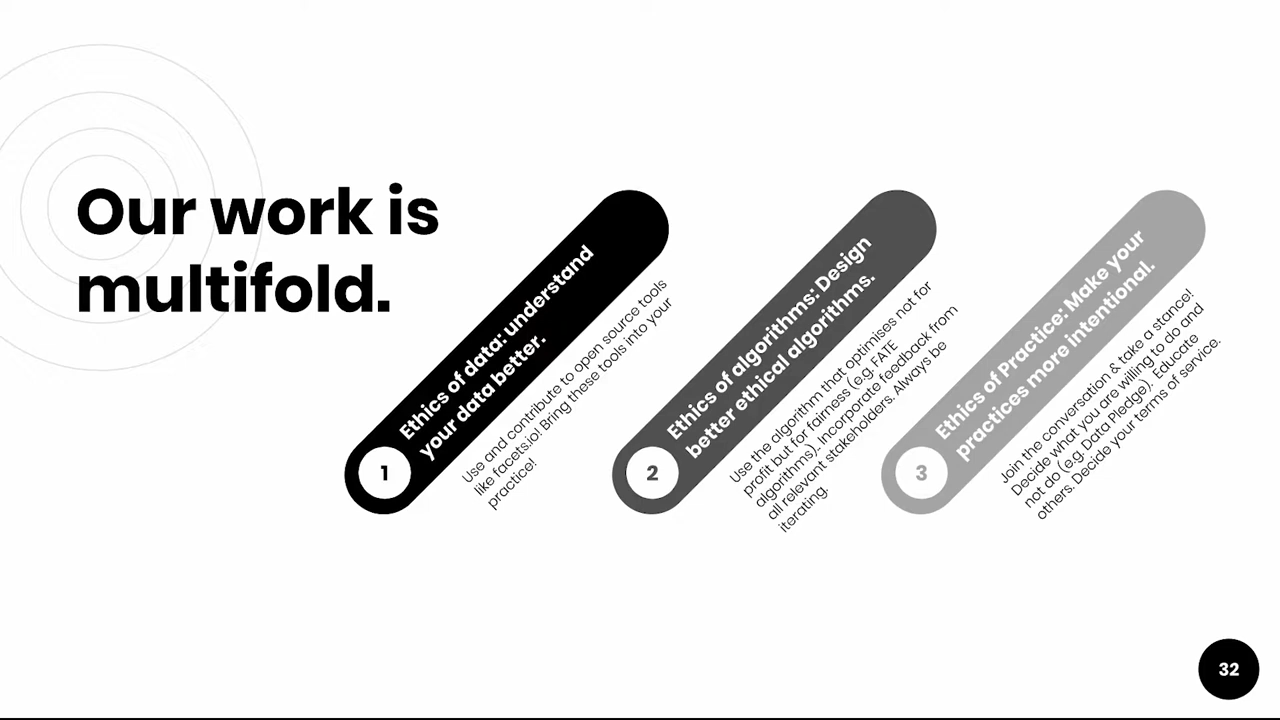 Our work is
multifold.
1
Ethics of data: understand
your data better.
Use and contribute to open source tools
like facets.io! Bring these tools into your
practice!
2
Ethics of algorithms: Design
better ethical algorithms.
Use the algorithm that optimises not for
profit but for fairness (e.g. FATE
algorithms). Incorporate feedback from
all relevant stakeholders. Always be
iterating.
3
Ethics of Practice: Make your
practices more intentional.
Join the conversation & take a stance!
Decide what you are willing to do and
not do (e.g. Data Pledge). Educate
others. Decide your terms of service.
32